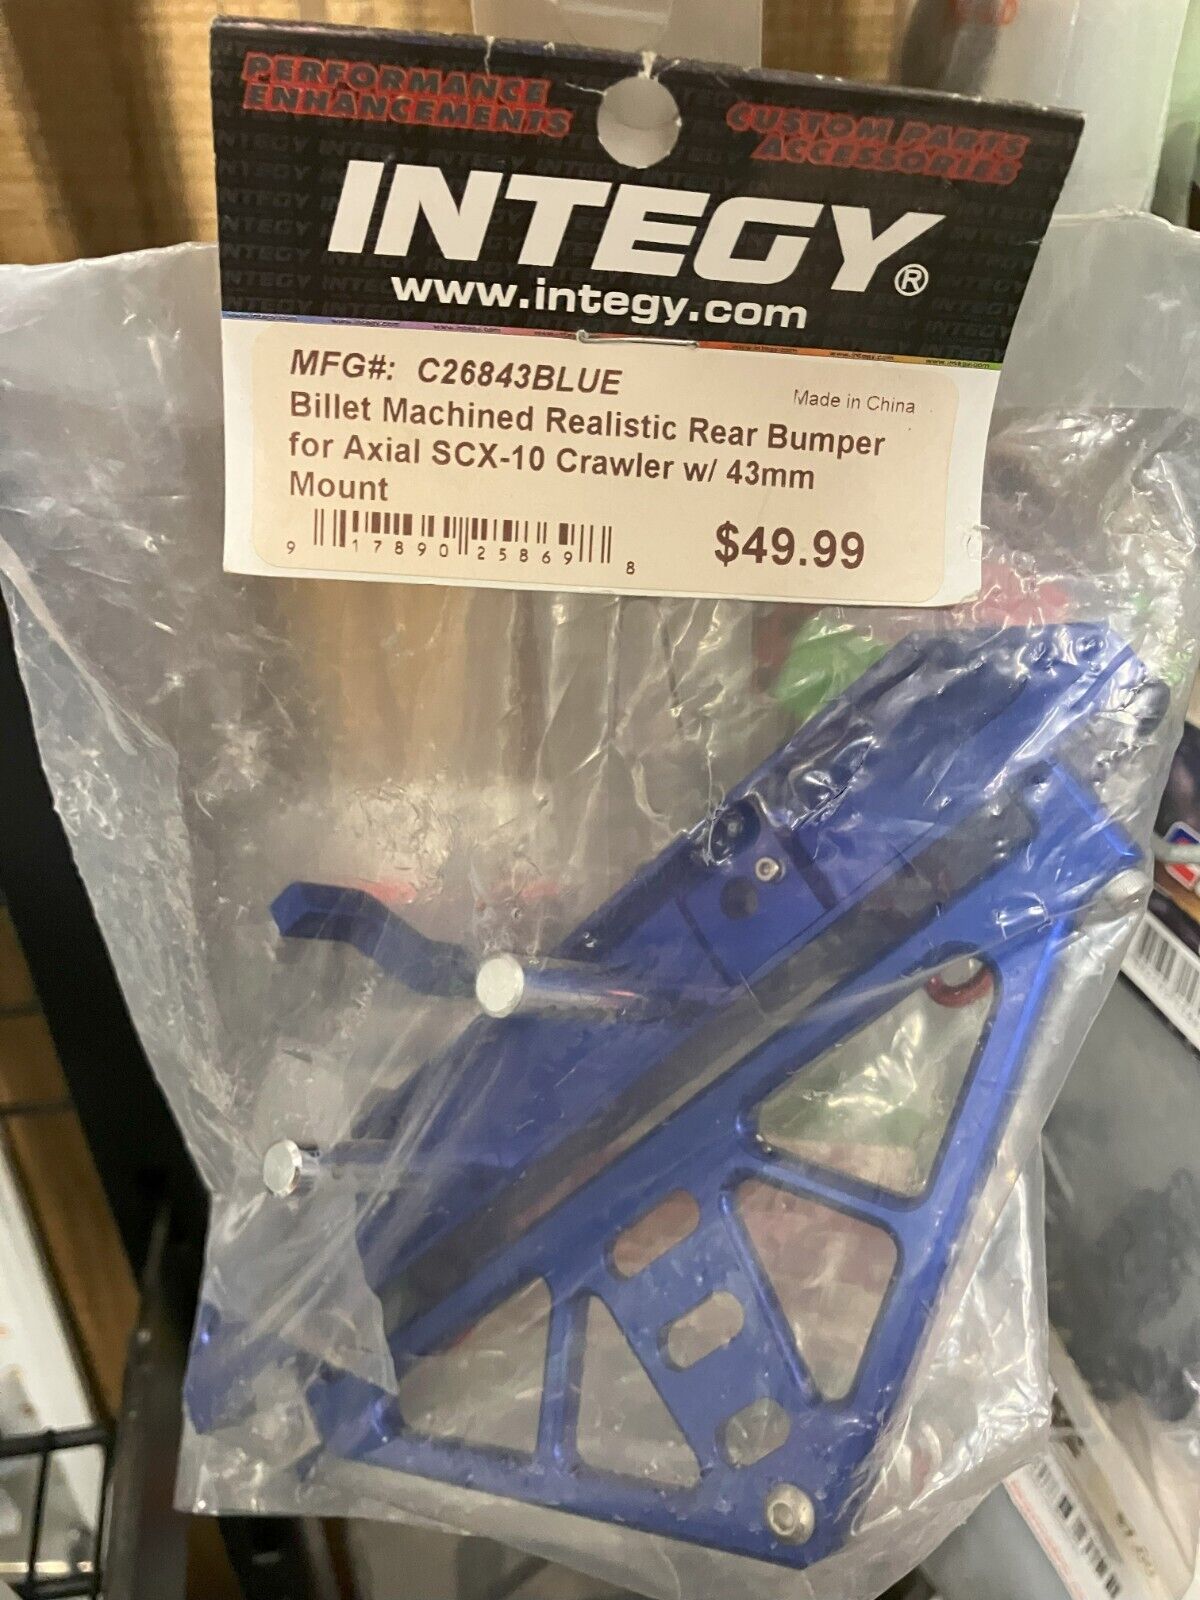 PERFORMANCE
ENHANCEMENTS
CUSTOM PARTS
ACCESSORIES
INTEGY®
www.integy.com
MFG#: C26843BLUE
Made in China
Billet Machined Realistic Rear Bumper
for Axial SCX-10 Crawler w/ 43mm
Mount
$49.99
9 17890 25869 8